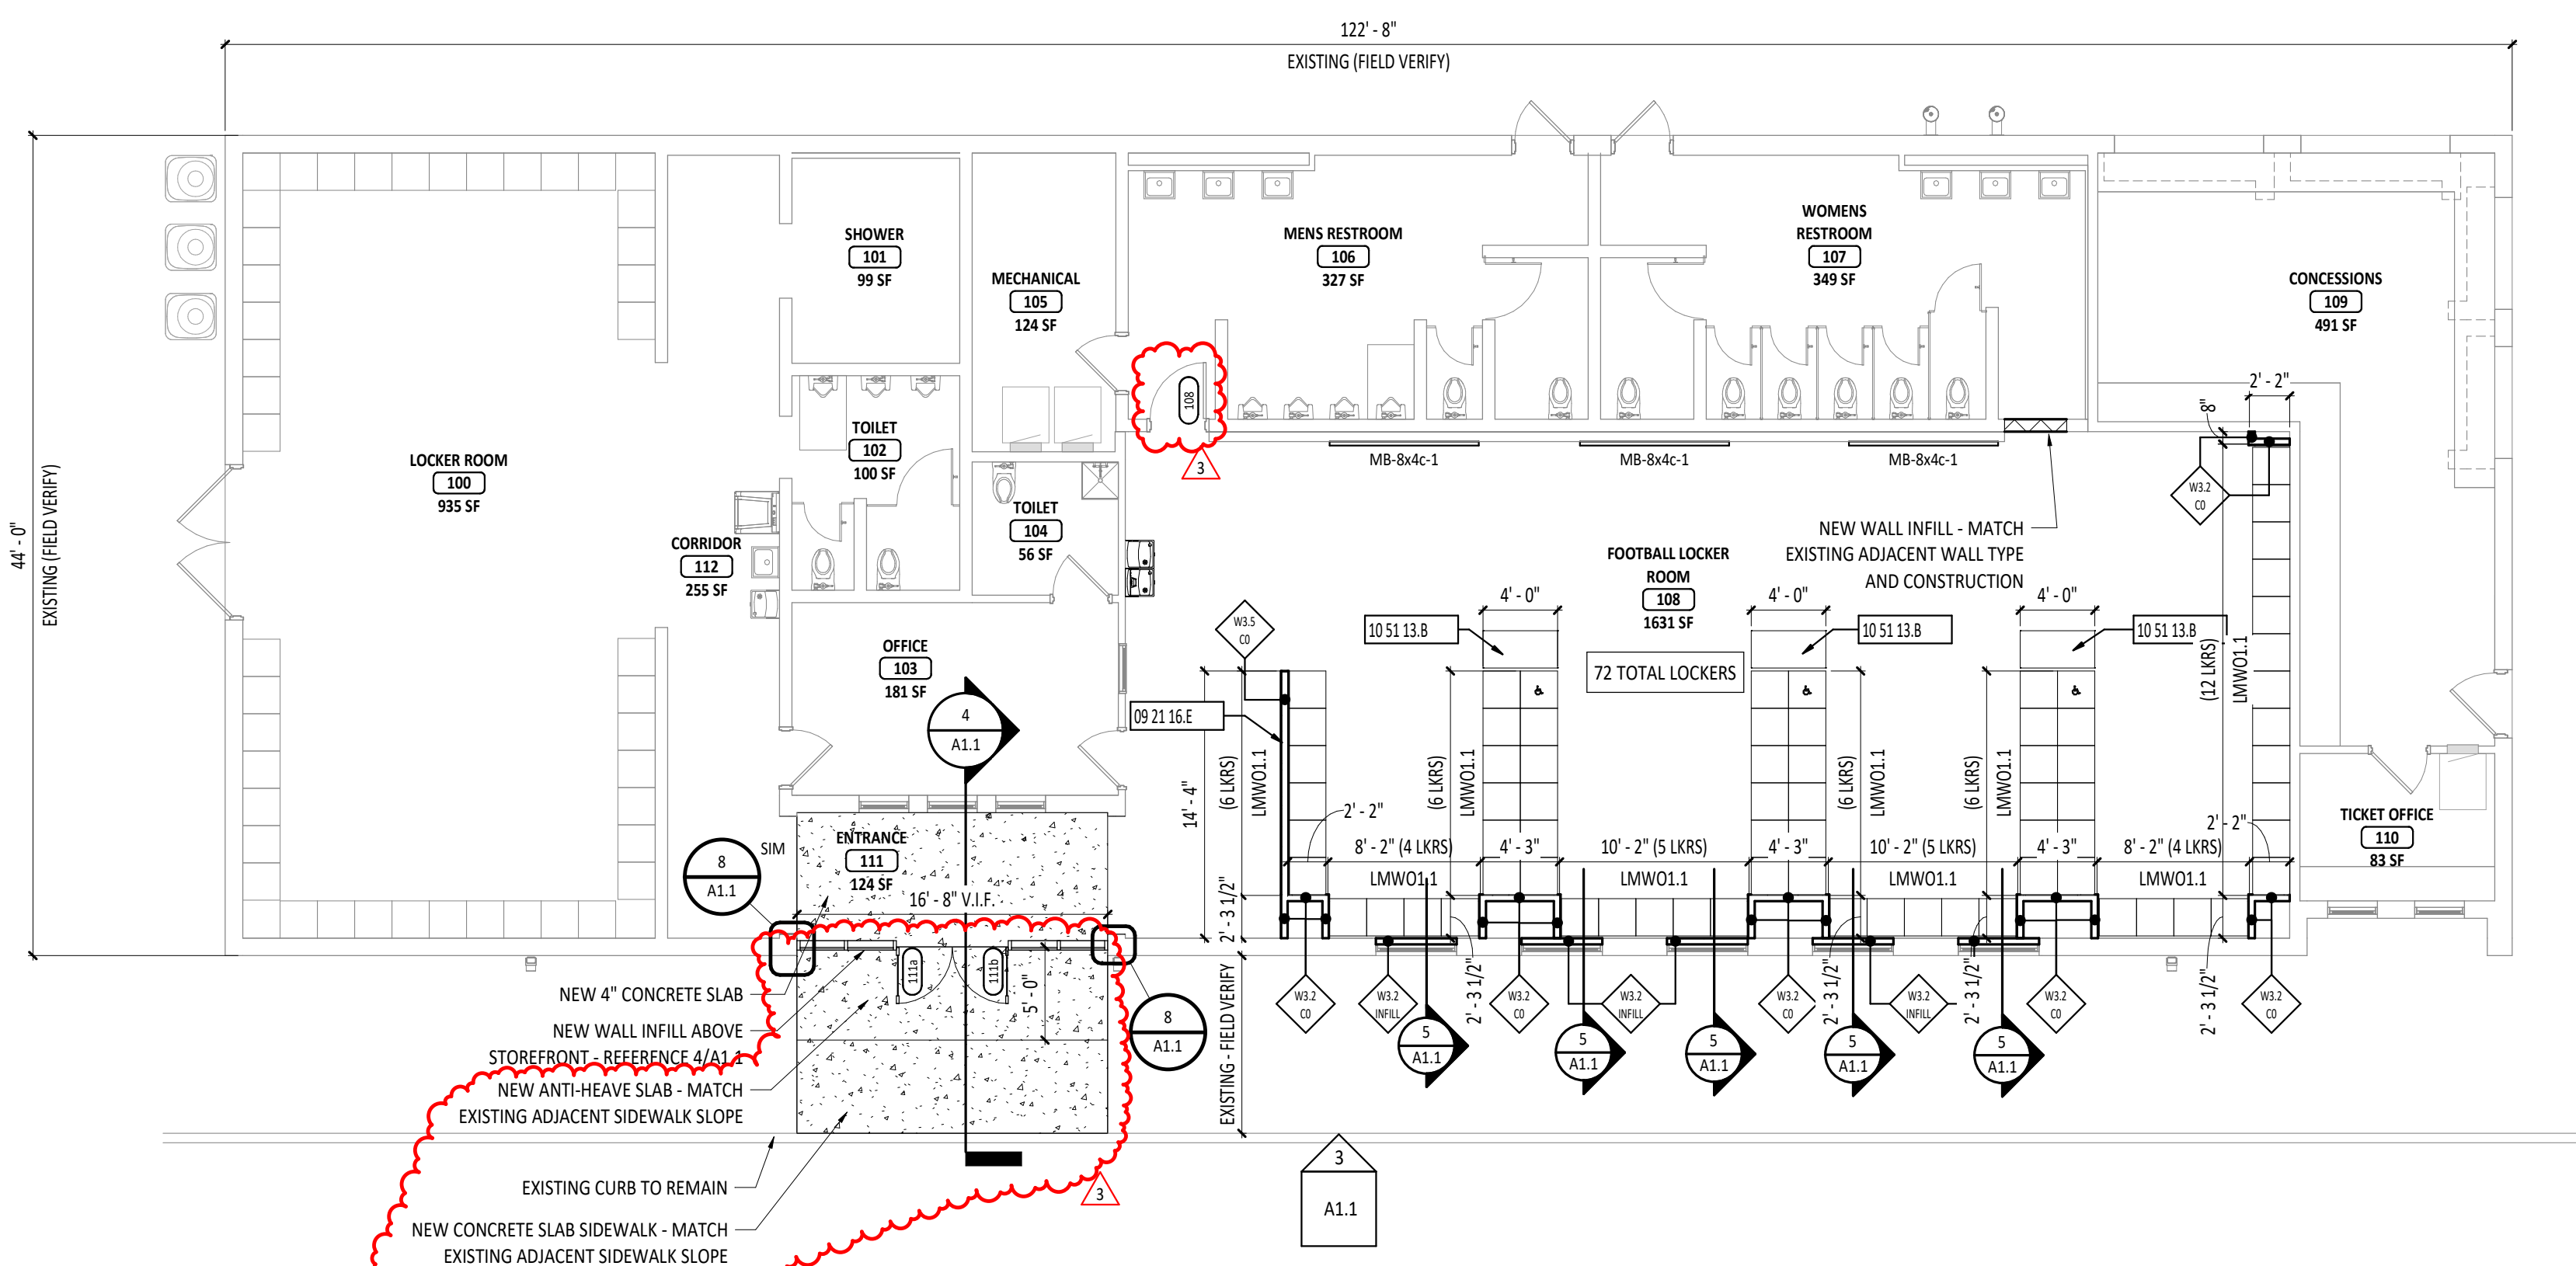 122' - 8"
EXISTING (FIELD VERIFY)
44' - 0"
EXISTING (FIELD VERIFY)
LOCKER ROOM
100
935 SF
SHOWER
101
99 SF
MECHANICAL
105
124 SF
MENS RESTROOM
106
327 SF
WOMENS
RESTROOM
107
349 SF
CONCESSIONS
109
491 SF
TOILET
102
100 SF
TOILET
104
56 SF
CORRIDOR
112
255 SF
OFFICE
103
181 SF
108
3
MB-8x4c-1
MB-8x4c-1
MB-8x4c-1
2' - 2"
8"
W3.2
C0
NEW WALL INFILL - MATCH
EXISTING ADJACENT WALL TYPE
AND CONSTRUCTION
FOOTBALL LOCKER
ROOM
108
1631 SF
72 TOTAL LOCKERS
4' - 0"
4' - 0"
4' - 0"
10 51 13.B
10 51 13.B
10 51 13.B
W3.5
C0
09 21 16.E
4
A1.1
14' - 4"
(6 LKRS)
LMWO1.1
(6 LKRS)
LMWO1.1
(6 LKRS)
LMWO1.1
(6 LKRS)
LMWO1.1
(12 LKRS)
LMWO1.1
2' - 2"
2' - 2"
8' - 2" (4 LKRS)
LMWO1.1
4' - 3"
10' - 2" (5 LKRS)
LMWO1.1
4' - 3"
10' - 2" (5 LKRS)
LMWO1.1
4' - 3"
8' - 2" (4 LKRS)
LMWO1.1
TICKET OFFICE
110
83 SF
ENTRANCE
111
124 SF
16' - 8" V.I.F.
8
A1.1
SIM
111a
111b
5' - 0"
8
A1.1
2' - 3 1/2"
2' - 3 1/2"
2' - 3 1/2"
2' - 3 1/2"
2' - 3 1/2"
EXISTING - FIELD VERIFY
W3.2
C0
W3.2
INFILL
W3.2
C0
W3.2
INFILL
W3.2
C0
W3.2
INFILL
W3.2
C0
W3.2
C0
5
A1.1
5
A1.1
5
A1.1
5
A1.1
5
A1.1
NEW 4" CONCRETE SLAB
NEW WALL INFILL ABOVE
STOREFRONT - REFERENCE 4/A1.1
NEW ANTI-HEAVE SLAB - MATCH
EXISTING ADJACENT SIDEWALK SLOPE
EXISTING CURB TO REMAIN
NEW CONCRETE SLAB SIDEWALK - MATCH
EXISTING ADJACENT SIDEWALK SLOPE
3
3
A1.1